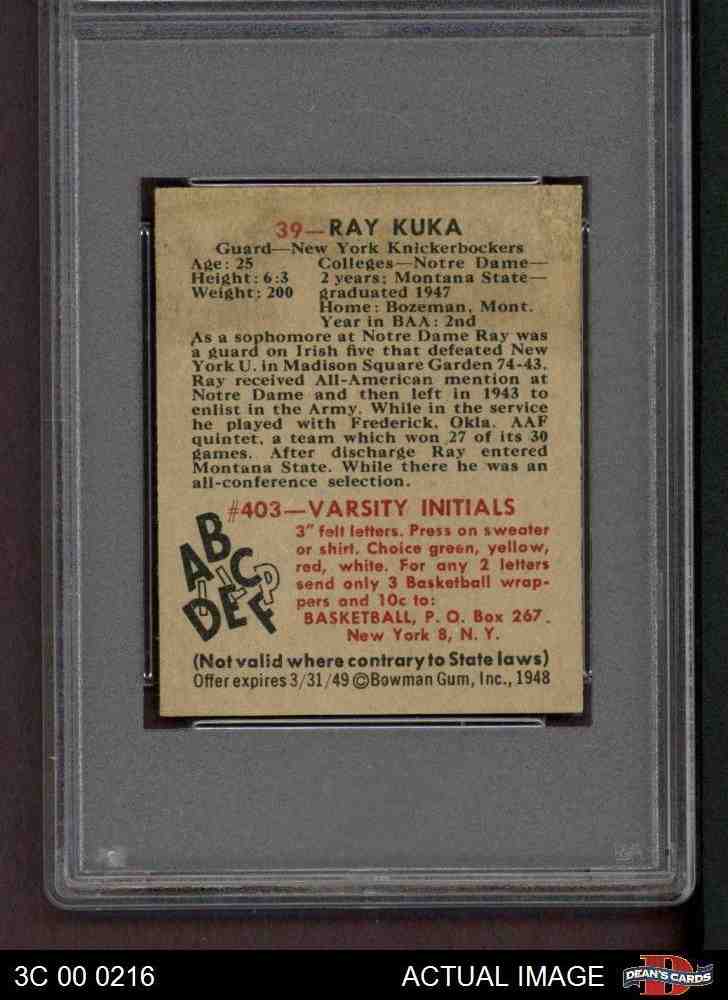 39—RAY KUKA
Guard—New York Knickerbockers
Age: 25 Colleges—Notre Dame—
Height: 6:3 2 years; Montana State—
Weight: 200 graduated 1947
Home: Bozeman, Mont.
Year in BAA: 2nd
As a sophomore at Notre Dame Ray was
a guard on Irish five that defeated New
York U. in Madison Square Garden 74-43.
Ray received All-American mention at
Notre Dame and then left in 1943 to
enlist in the Army. While in the service
he played with Frederick, Okla. AAF
quintet, a team which won 27 of its 30
games. After discharge Ray entered
Montana State. While there he was an
all-conference selection.
#403—VARSITY INITIALS
3" felt letters. Press on sweater
or shirt. Choice green, yellow,
red, white. For any 2 letters
send only 3 Basketball wrap-
pers and 10c to:
BASKETBALL, P. O. Box 267,
New York 8, N. Y.
ABC
DEF
(Not valid where contrary to State laws)
Offer expires 3/31/49 ©Bowman Gum, Inc., 1948
3C 00 0216
ACTUAL IMAGE
DEAN'S CARDS